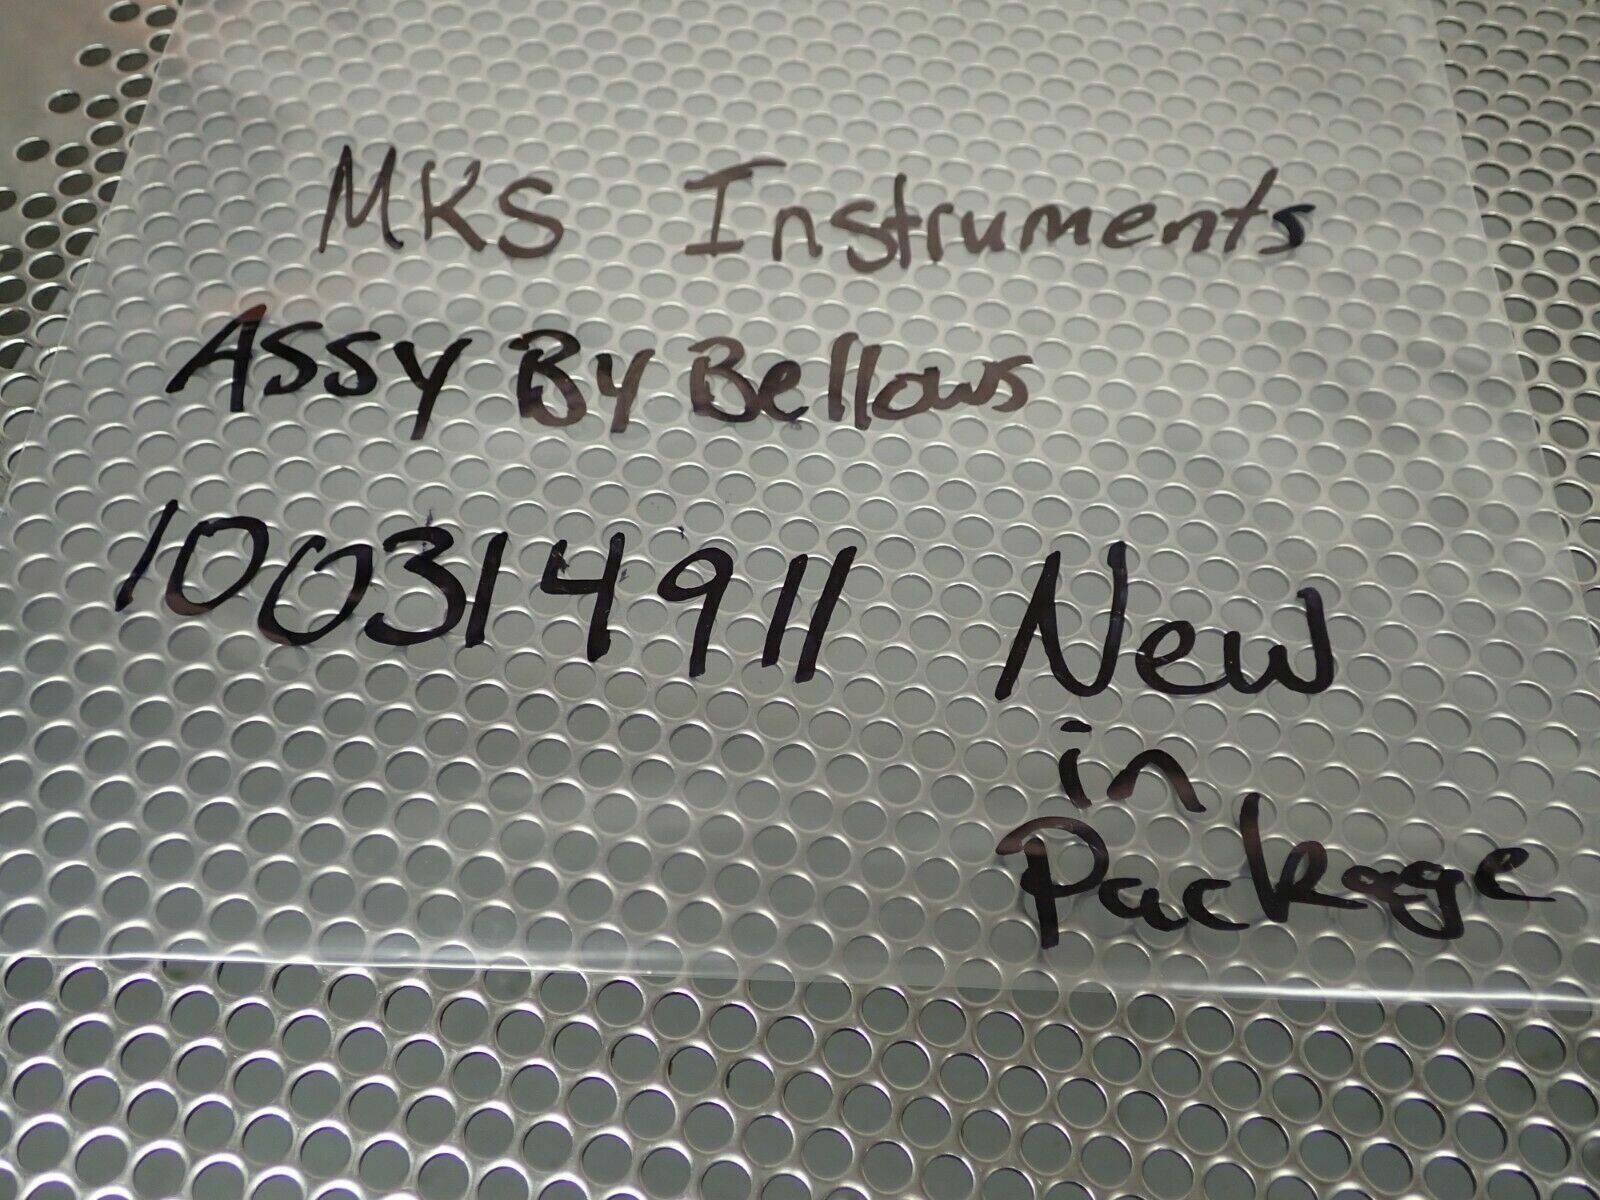 MKS Instruments
Assy By Bellows
100314911 New
in
Package